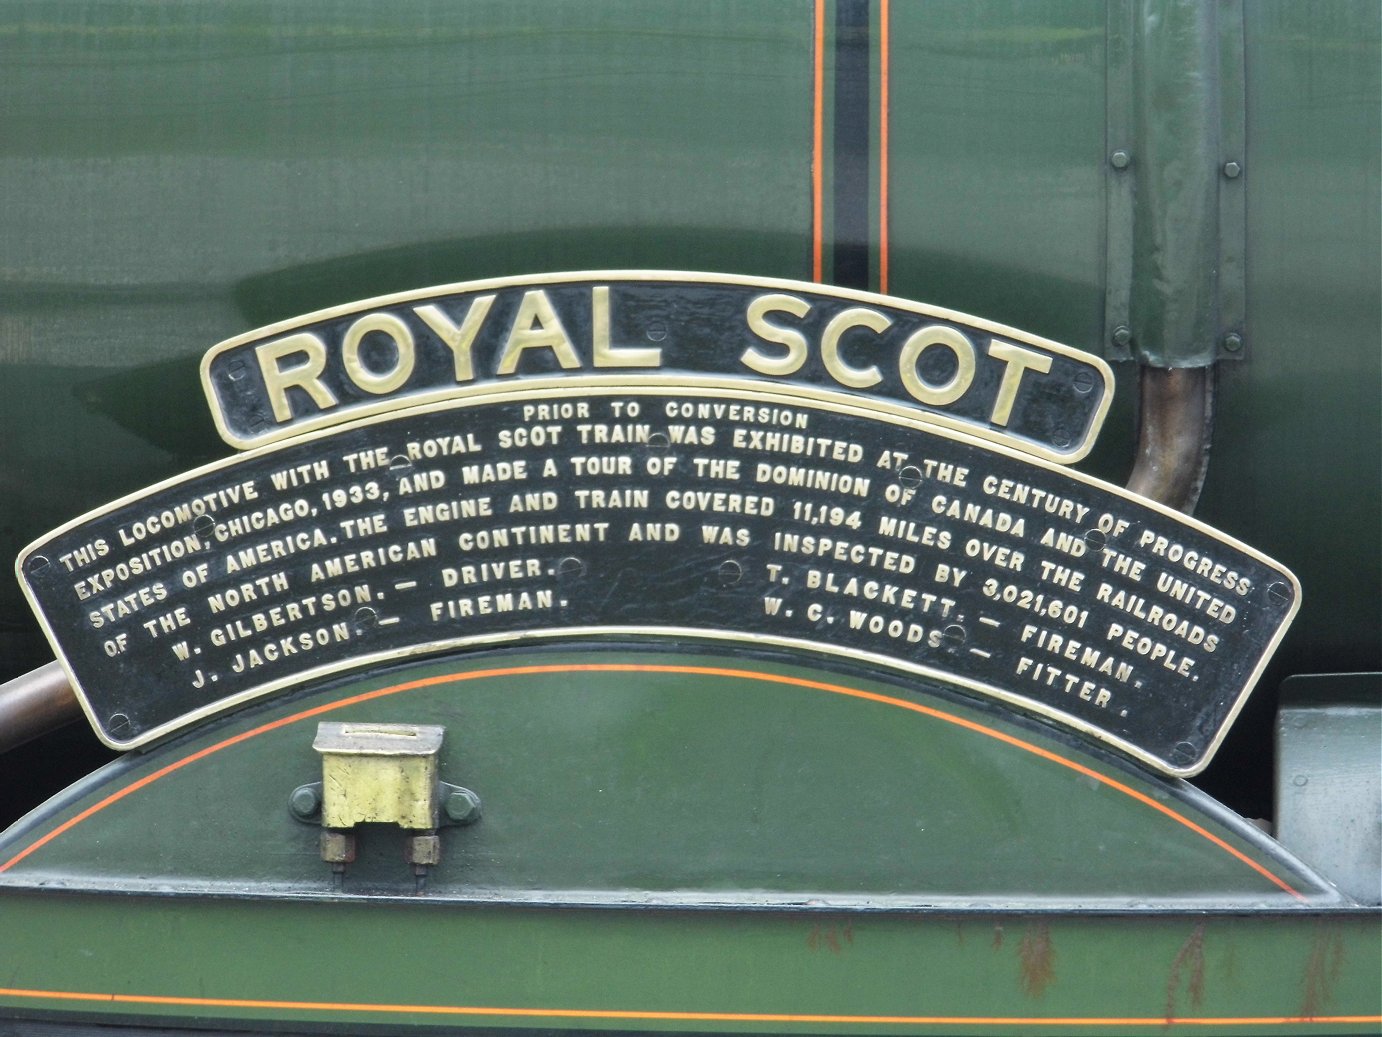 ROYAL SCOT
PRIOR TO CONVERSION
THIS LOCOMOTIVE WITH THE ROYAL SCOT TRAIN WAS EXHIBITED AT THE CENTURY OF PROGRESS
EXPOSITION, CHICAGO, 1933, AND MADE A TOUR OF THE DOMINION OF CANADA AND THE UNITED
STATES OF AMERICA. THE ENGINE AND TRAIN COVERED 11,194 MILES OVER THE RAILROADS
OF THE NORTH AMERICAN CONTINENT AND WAS INSPECTED BY 3,021,601 PEOPLE.
W. GILBERTSON. — DRIVER. T. BLACKETT. — FIREMAN.
J. JACKSON. — FIREMAN. W. C. WOODS. — FITTER.